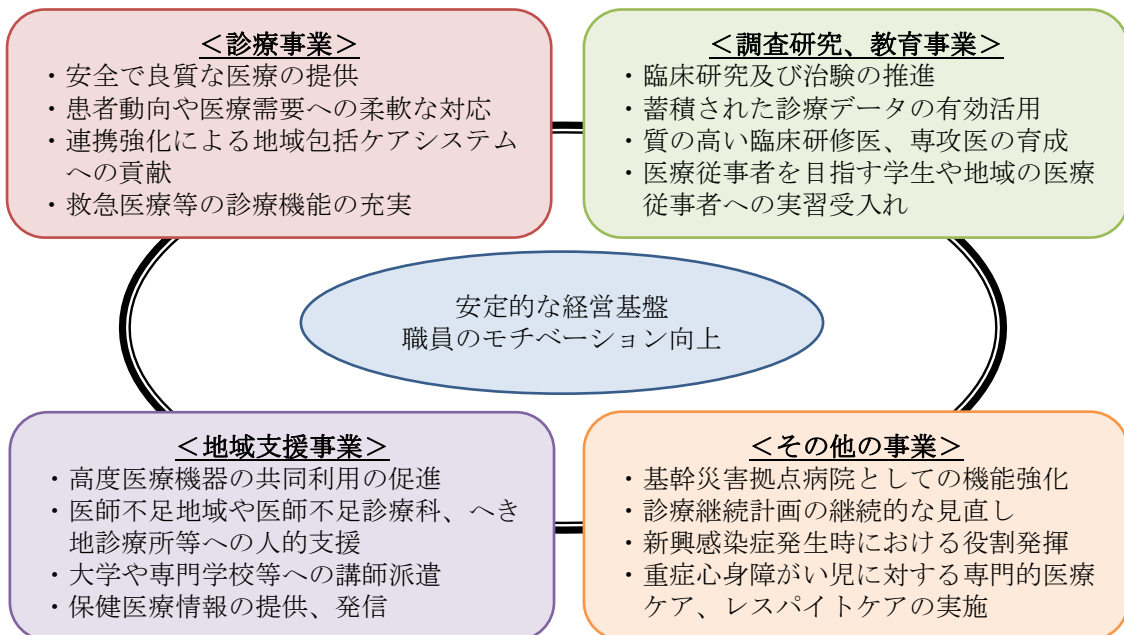 ＜診療事業＞
・安全で良質な医療の提供
・患者動向や医療需要への柔軟な対応
・連携強化による地域包括ケアシステム
への貢献
・救急医療等の診療機能の充実
＜調査研究、教育事業＞
・臨床研究及び治験の推進
・蓄積された診療データの有効活用
・質の高い臨床研修医、専攻医の育成
・医療従事者を目指す学生や地域の医療
従事者への実習受入れ
安定的な経営基盤
職員のモチベーション向上
＜地域支援事業＞
・高度医療機器の共同利用の促進
・医師不足地域や医師不足診療科、へき
地診療所等への人的支援
・大学や専門学校等への講師派遣
・保健医療情報の提供、発信
＜その他の事業＞
・基幹災害拠点病院としての機能強化
・診療継続計画の継続的な見直し
・新興感染症発生時における役割発揮
・重症心身障がい児に対する専門的医療
ケア、レスパイトケアの実施